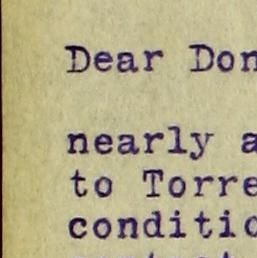 Dear Don
nearly a
to Torre
conditio